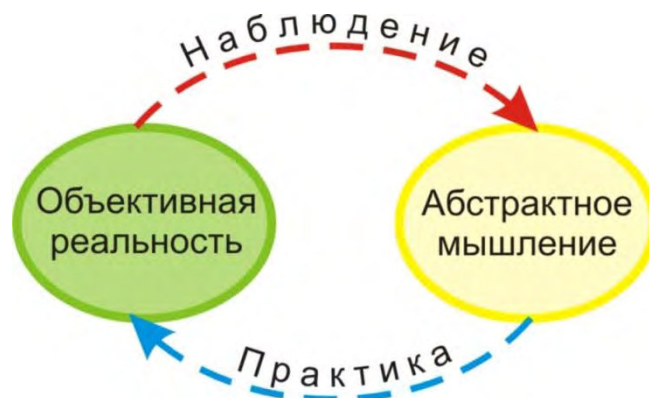 Наблюдение
Объективная
реальность
Абстрактное
мышление
Практика